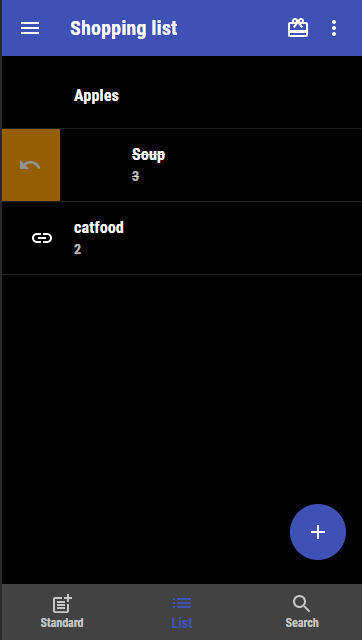 Shopping list
Apples
Soup
3
catfood
2
Standard
List
Search